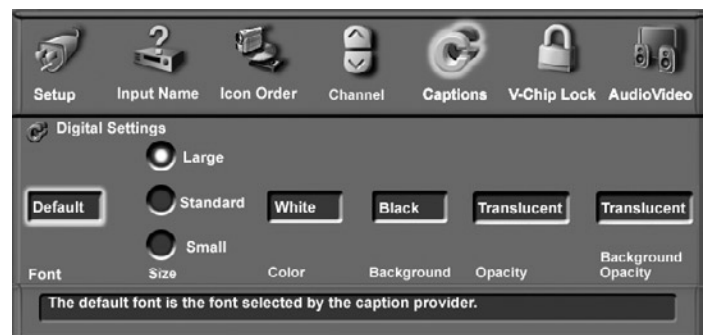 Setup Input Name Icon Order Channel Captions V-Chip Lock AudioVideo
Digital Settings
Large
Default Standard White Black Translucent Translucent
Small
Font Size Color Background Opacity Background Opacity
The default font is the font selected by the caption provider.